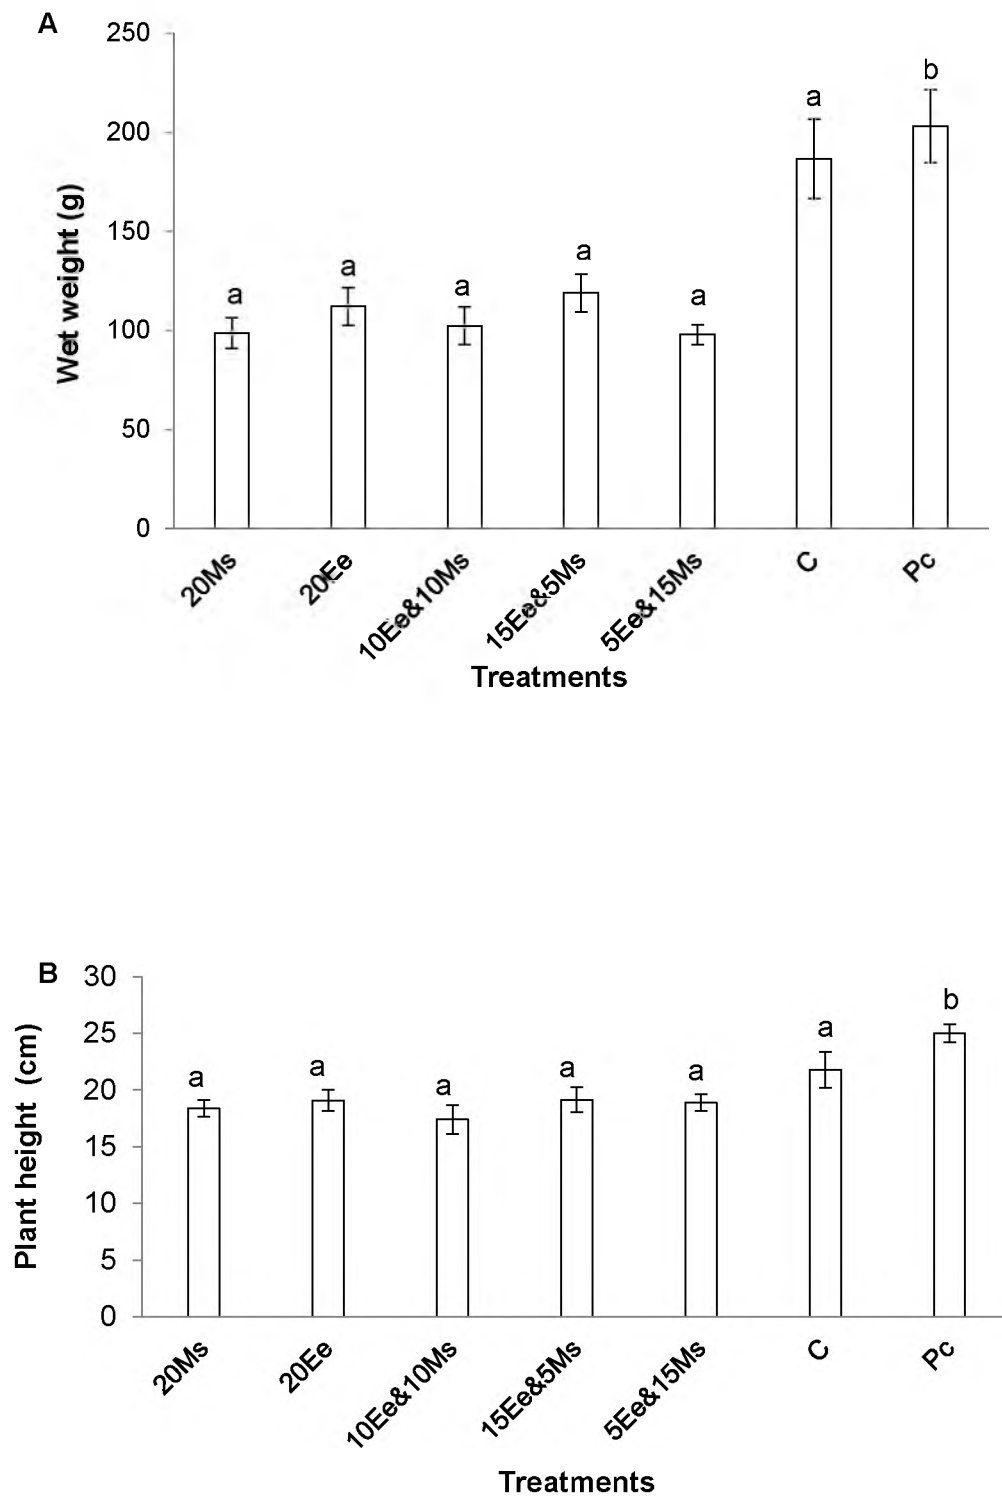 A
250
200
150
100
50
0
Wet weight (g)
a
a
a
a
a
a
b
20Ms
20Ee
10Ee&10Ms
15Ee&5Ms
5Ee&15Ms
C
Pc
Treatments
B
30
25
20
15
10
5
0
Plant height (cm)
a
a
a
a
a
a
b
20Ms
20Ee
10Ee&10Ms
15Ee&5Ms
5Ee&15Ms
C
Pc
Treatments